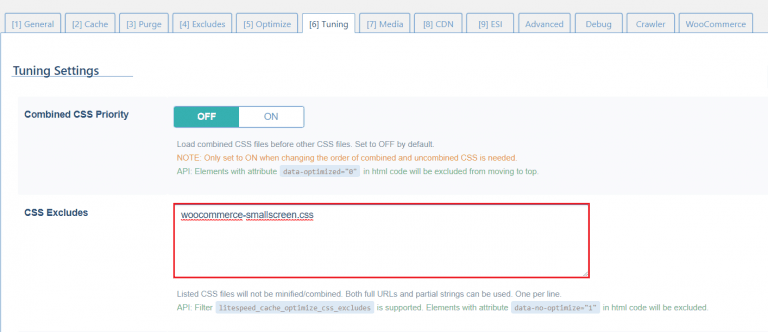 [1] General [2] Cache [3] Purge [4] Excludes [5] Optimize [6] Tuning [7] Media [8] CDN [9] ESI Advanced Debug Crawler WooCommerce
Tuning Settings
Combined CSS Priority OFF ON
Load combined CSS files before other CSS files. Set to OFF by default.
NOTE: Only set to ON when changing the order of combined and uncombined CSS is needed.
API: Elements with attribute data-optimized="0" in html code will be excluded from moving to top.
CSS Excludes woocommerce-smallscreen.css
Listed CSS files will not be minified/combined. Both full URLs and partial strings can be used. One per line.
API: Filter litespeed_cache_optimize_css_excludes is supported. Elements with attribute data-no-optimize="1" in html code will be excluded.